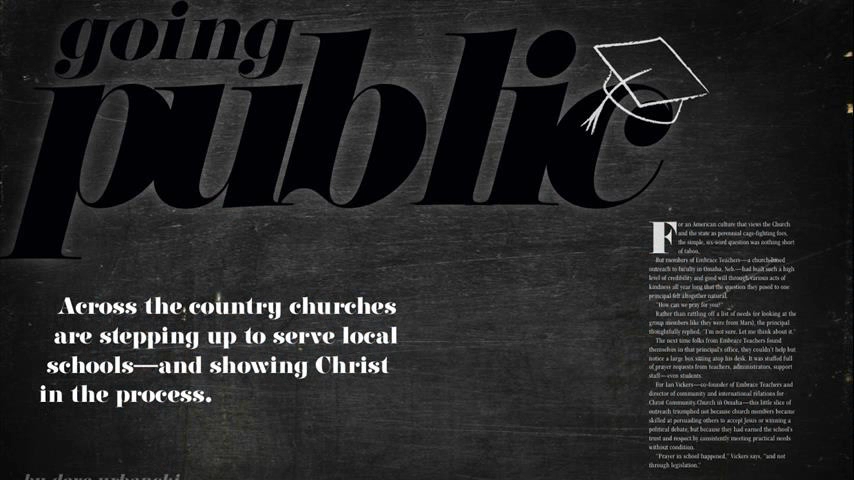 going
public
Across the country churches
are stepping up to serve local
schools—and showing Christ
in the process.
For an American culture that views the Church
and the state as perennial cage-fighting foes,
the simple, six-word question was nothing short
of taboo.
But members of Embrace Teachers—a church-based
outreach to faculty in Omaha, Neb.—had built such a high
level of credibility and good will through various acts of
kindness all year long that the question they posed to one
principal felt altogether natural.
"How can we pray for you?"
Rather than rattling off a list of needs (or looking at the
group members like they were from Mars), the principal
thoughtfully replied, "I'm not sure. Let me think about it."
The next time folks from Embrace Teachers found
themselves in that principal's office, they couldn't help but
notice a large box sitting atop his desk. It was stuffed full
of prayer requests from teachers, administrators, support
staff—even students.
For Ian Vickers—co-founder of Embrace Teachers and
director of community and international relations for
Christ Community Church in Omaha—this little slice of
outreach triumphed not because church members became
skilled at persuading others to accept Jesus or winning a
political debate, but because they had earned the school's
trust and respect by consistently meeting practical needs
without condition.
"Prayer in school happened," Vickers says, "and not
through legislation."